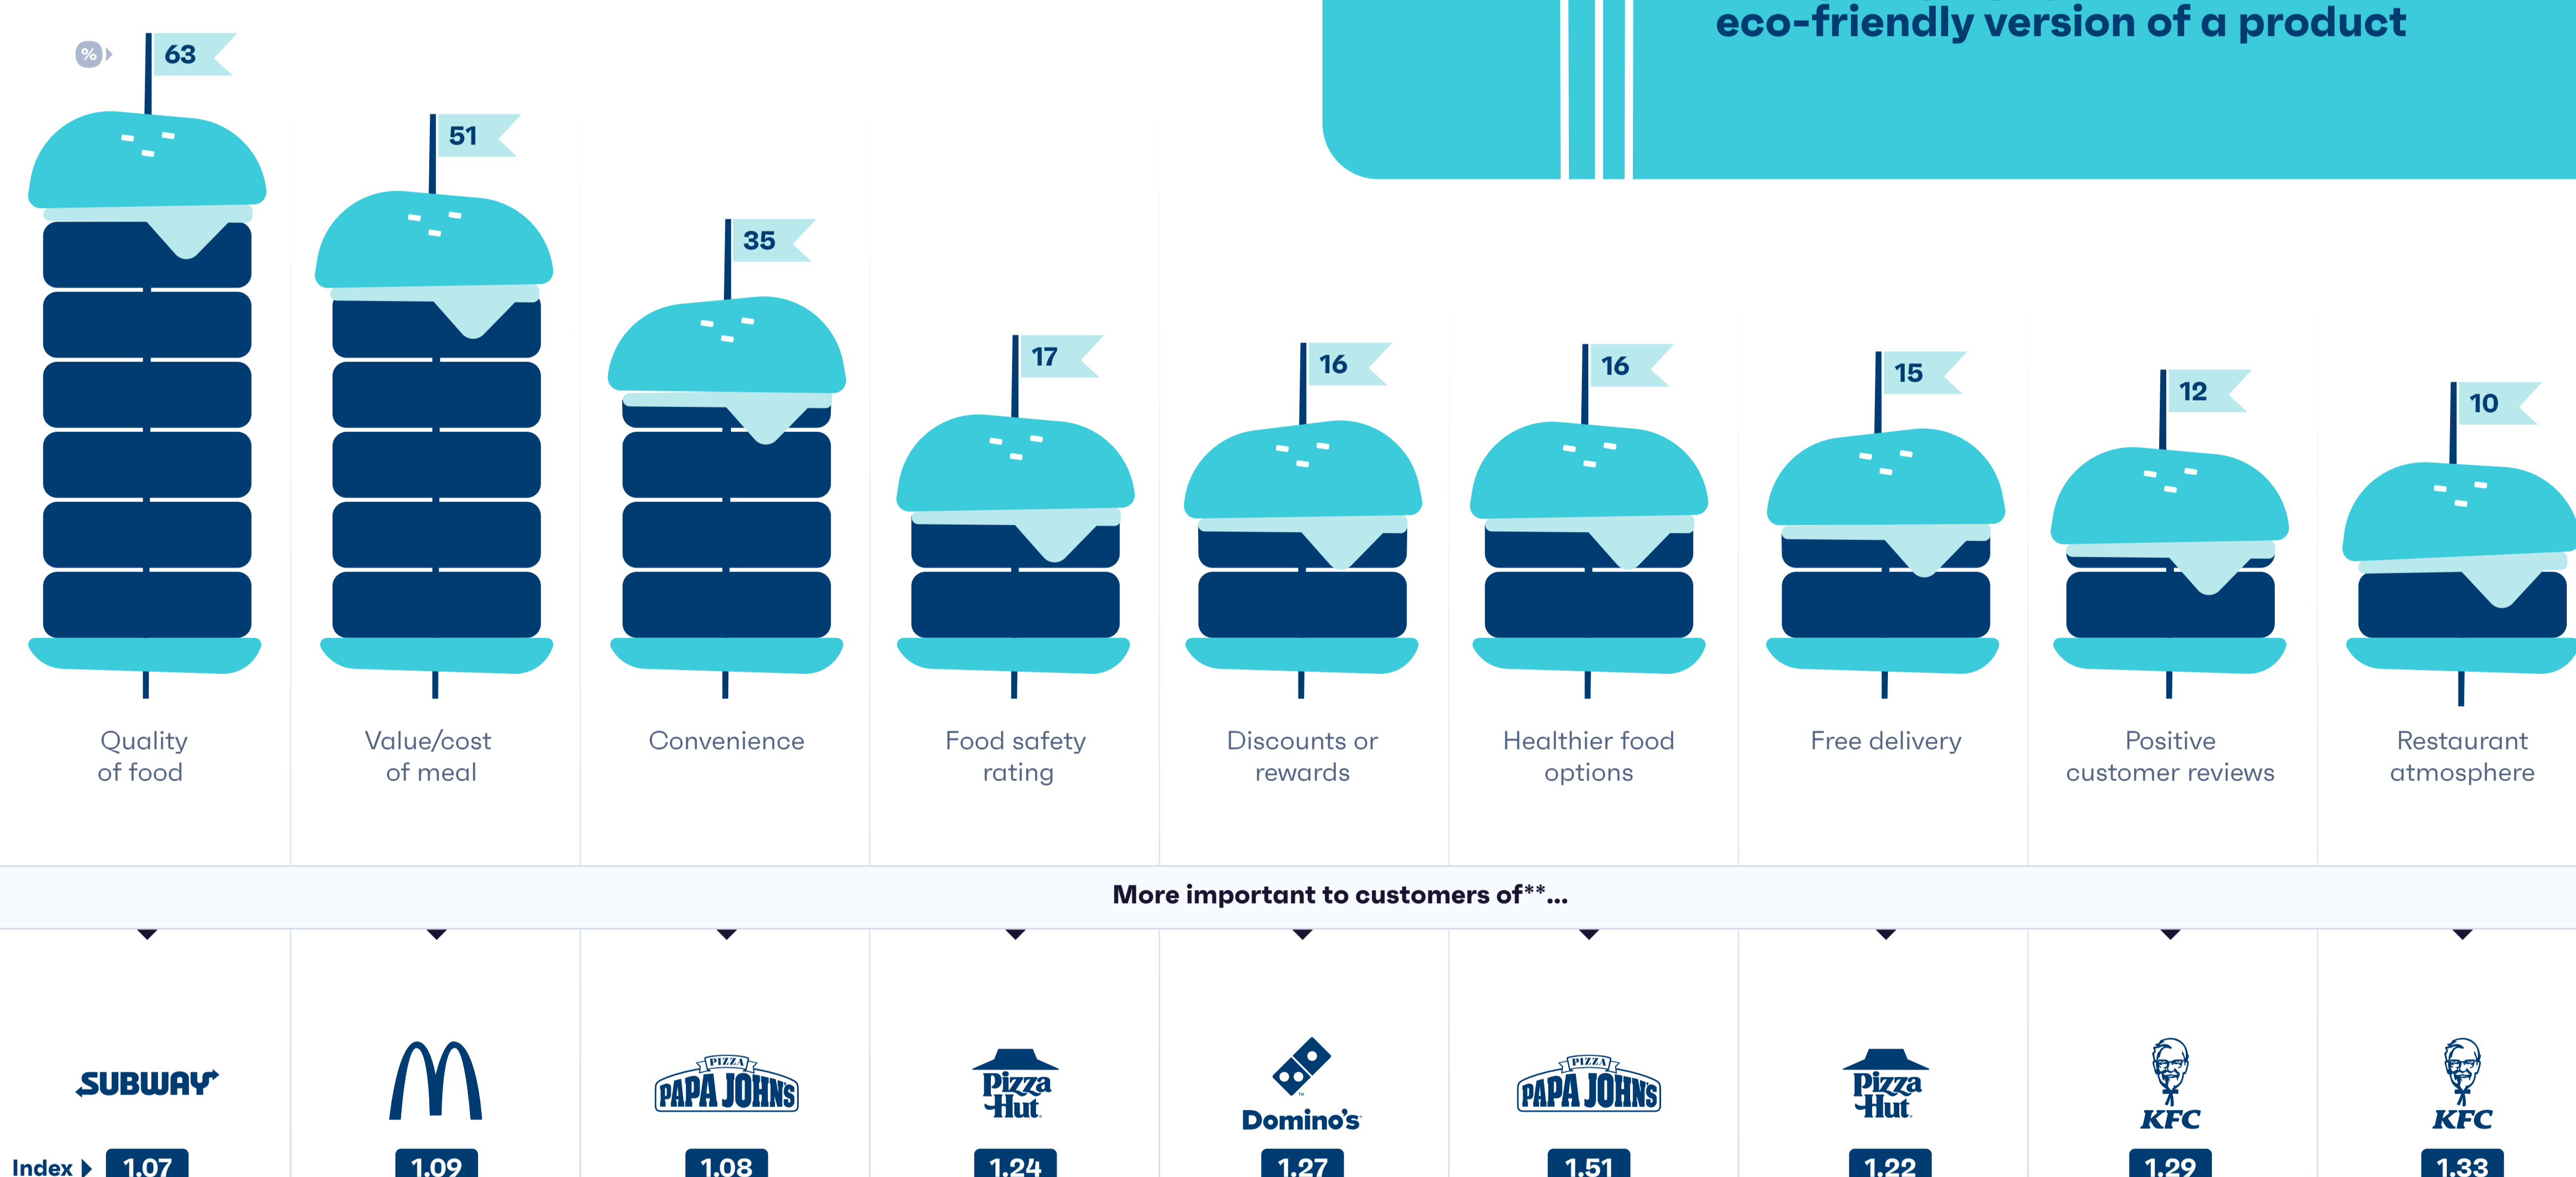 eco-friendly version of a product
%
63
51
35
17
16
16
15
12
10
Quality
of food
Value/cost
of meal
Convenience
Food safety
rating
Discounts or
rewards
Healthier food
options
Free delivery
Positive
customer reviews
Restaurant
atmosphere
More important to customers of**...
SUBWAY
PIZZA
PAPA JOHN'S
Pizza
Hut
Domino's
PIZZA
PAPA JOHN'S
Pizza
Hut
KFC
KFC
Index
1.07
1.09
1.08
1.24
1.27
1.51
1.22
1.29
1.33